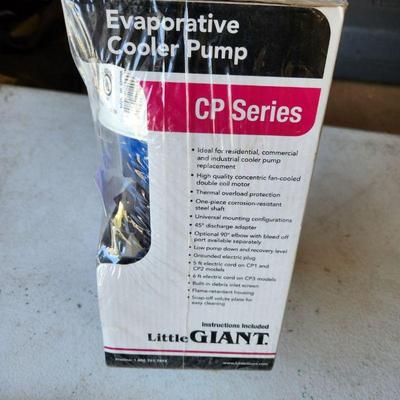 Evaporative
Cooler Pump
CP Series
• Ideal for residential, commercial
and industrial cooler pump
replacement
• High quality concentric fan-cooled
double coil motor
• Thermal overload protection
• One-piece corrosion-resistant
steel shaft
• Universal mounting configurations
• 45° discharge adapter
• Optional 90° elbow with bleed off
port available separately
• Low pump down and recovery level
• Grounded electric plug
• 5 ft electric cord on CP1 and
CP2 models
• 6 ft electric cord on CP3 models
• Built-in debris inlet screen
• Flame-retardant housing
• Snap-off volute plate for
easy cleaning
Instructions Included
Little GIANT